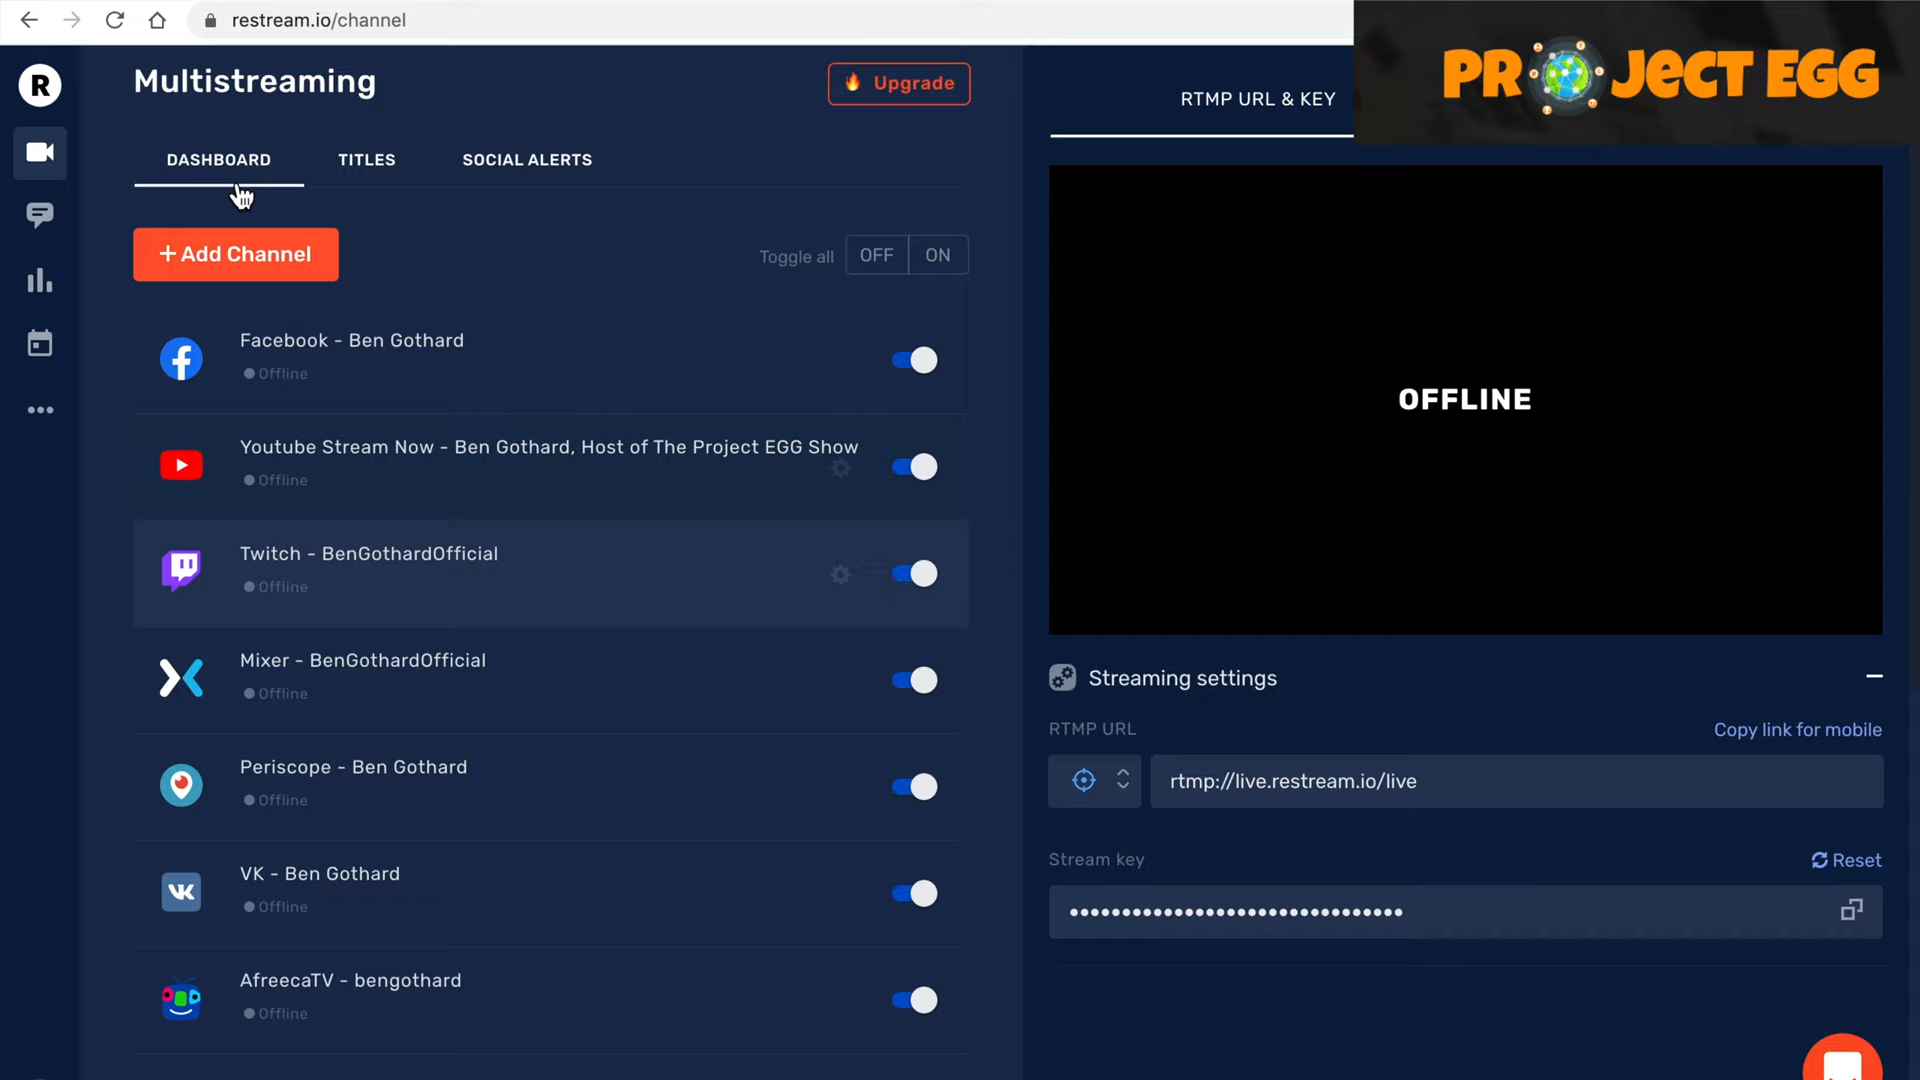 restream.io/channel
PROJECT EGG
R
Multistreaming
Upgrade
RTMP URL & KEY
DASHBOARD
TITLES
SOCIAL ALERTS
+ Add Channel
Toggle all
OFF
ON
Facebook - Ben Gothard
Offline
Youtube Stream Now - Ben Gothard, Host of The Project EGG Show
Offline
Twitch - BenGothardOfficial
Offline
Mixer - BenGothardOfficial
Offline
Periscope - Ben Gothard
Offline
VK - Ben Gothard
Offline
AfreecaTV - bengothard
Offline
OFFLINE
Streaming settings
RTMP URL
Copy link for mobile
rtmp://live.restream.io/live
Stream key
Reset
••••••••••••••••••••••••••••••••